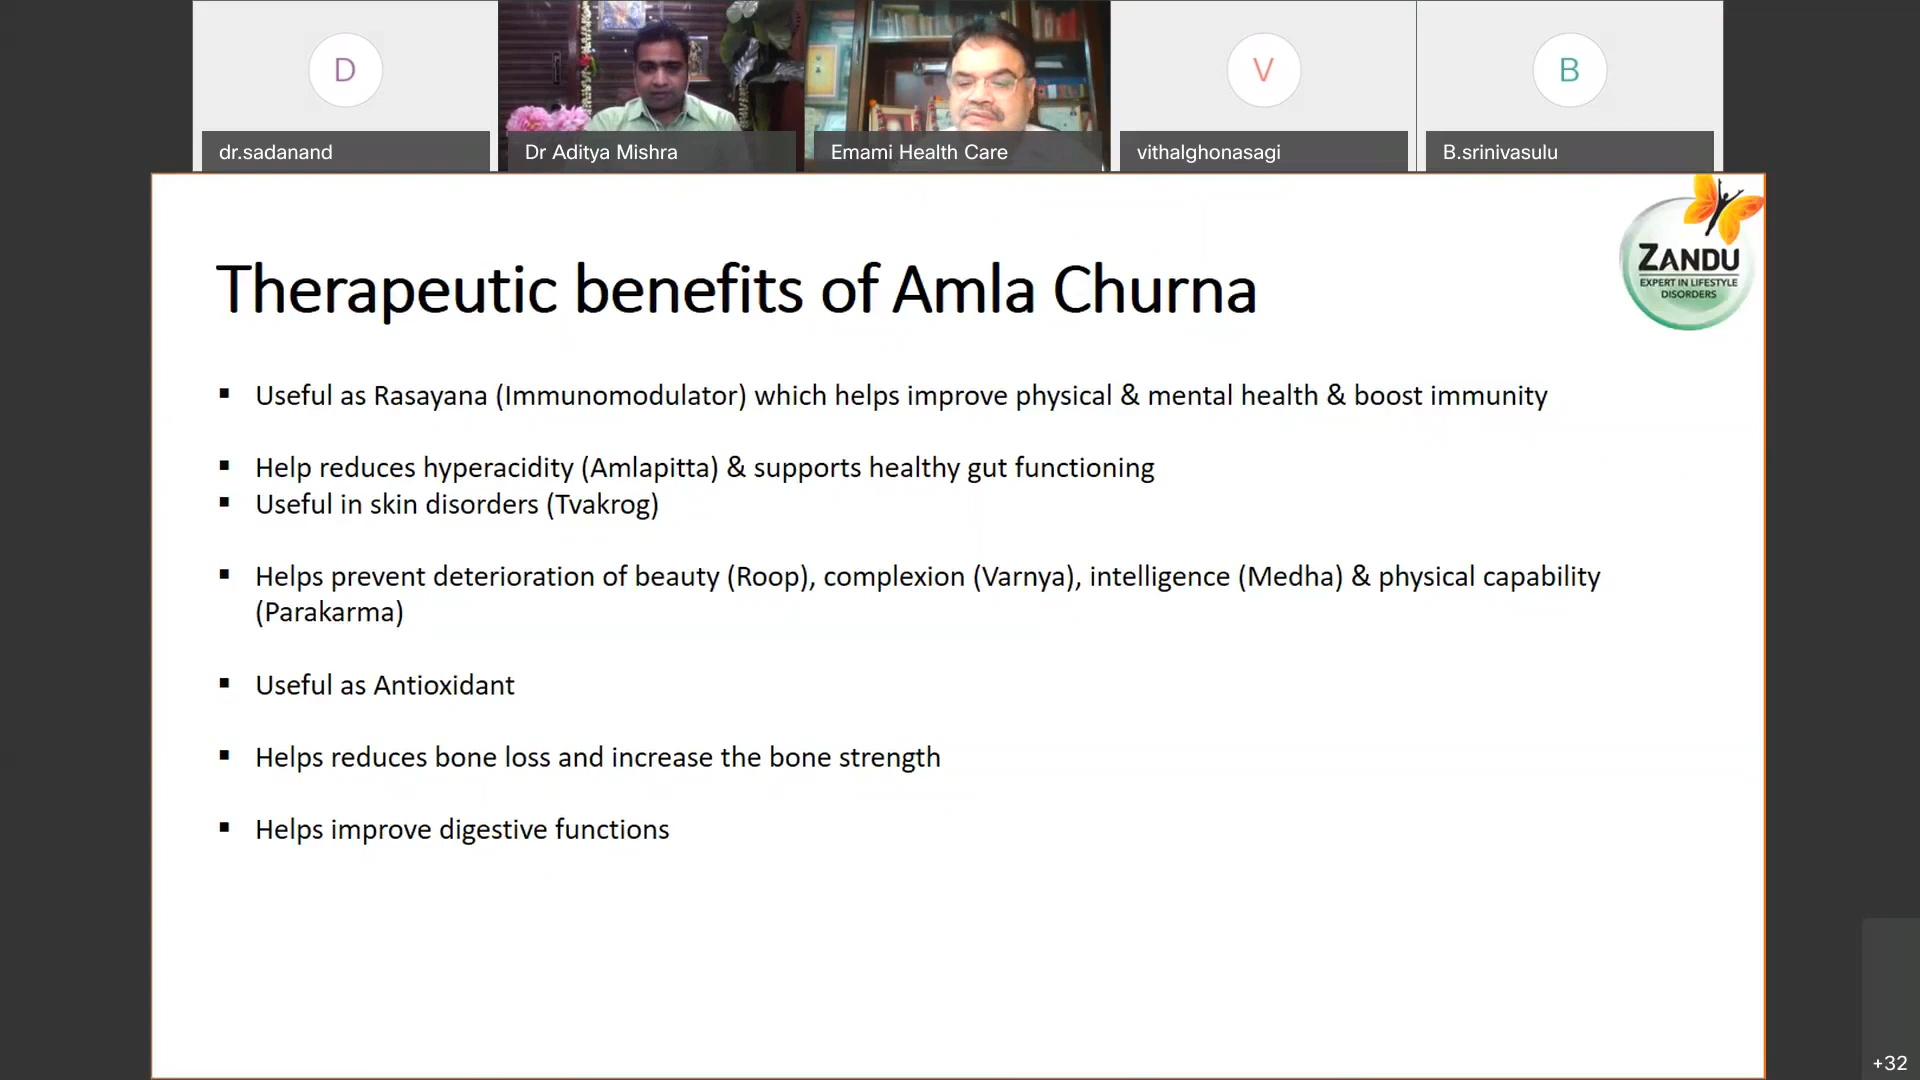 D
V
B
dr.sadanand
Dr Aditya Mishra
Emami Health Care
vithalghonasagi
B.srinivasulu
ZANDU
EXPERT IN LIFESTYLE
DISORDERS
Therapeutic benefits of Amla Churna
▪ Useful as Rasayana (Immunomodulator) which helps improve physical & mental health & boost immunity
▪ Help reduces hyperacidity (Amlapitta) & supports healthy gut functioning
▪ Useful in skin disorders (Tvakrog)
▪ Helps prevent deterioration of beauty (Roop), complexion (Varnya), intelligence (Medha) & physical capability
(Parakarma)
▪ Useful as Antioxidant
▪ Helps reduces bone loss and increase the bone strength
▪ Helps improve digestive functions
+32